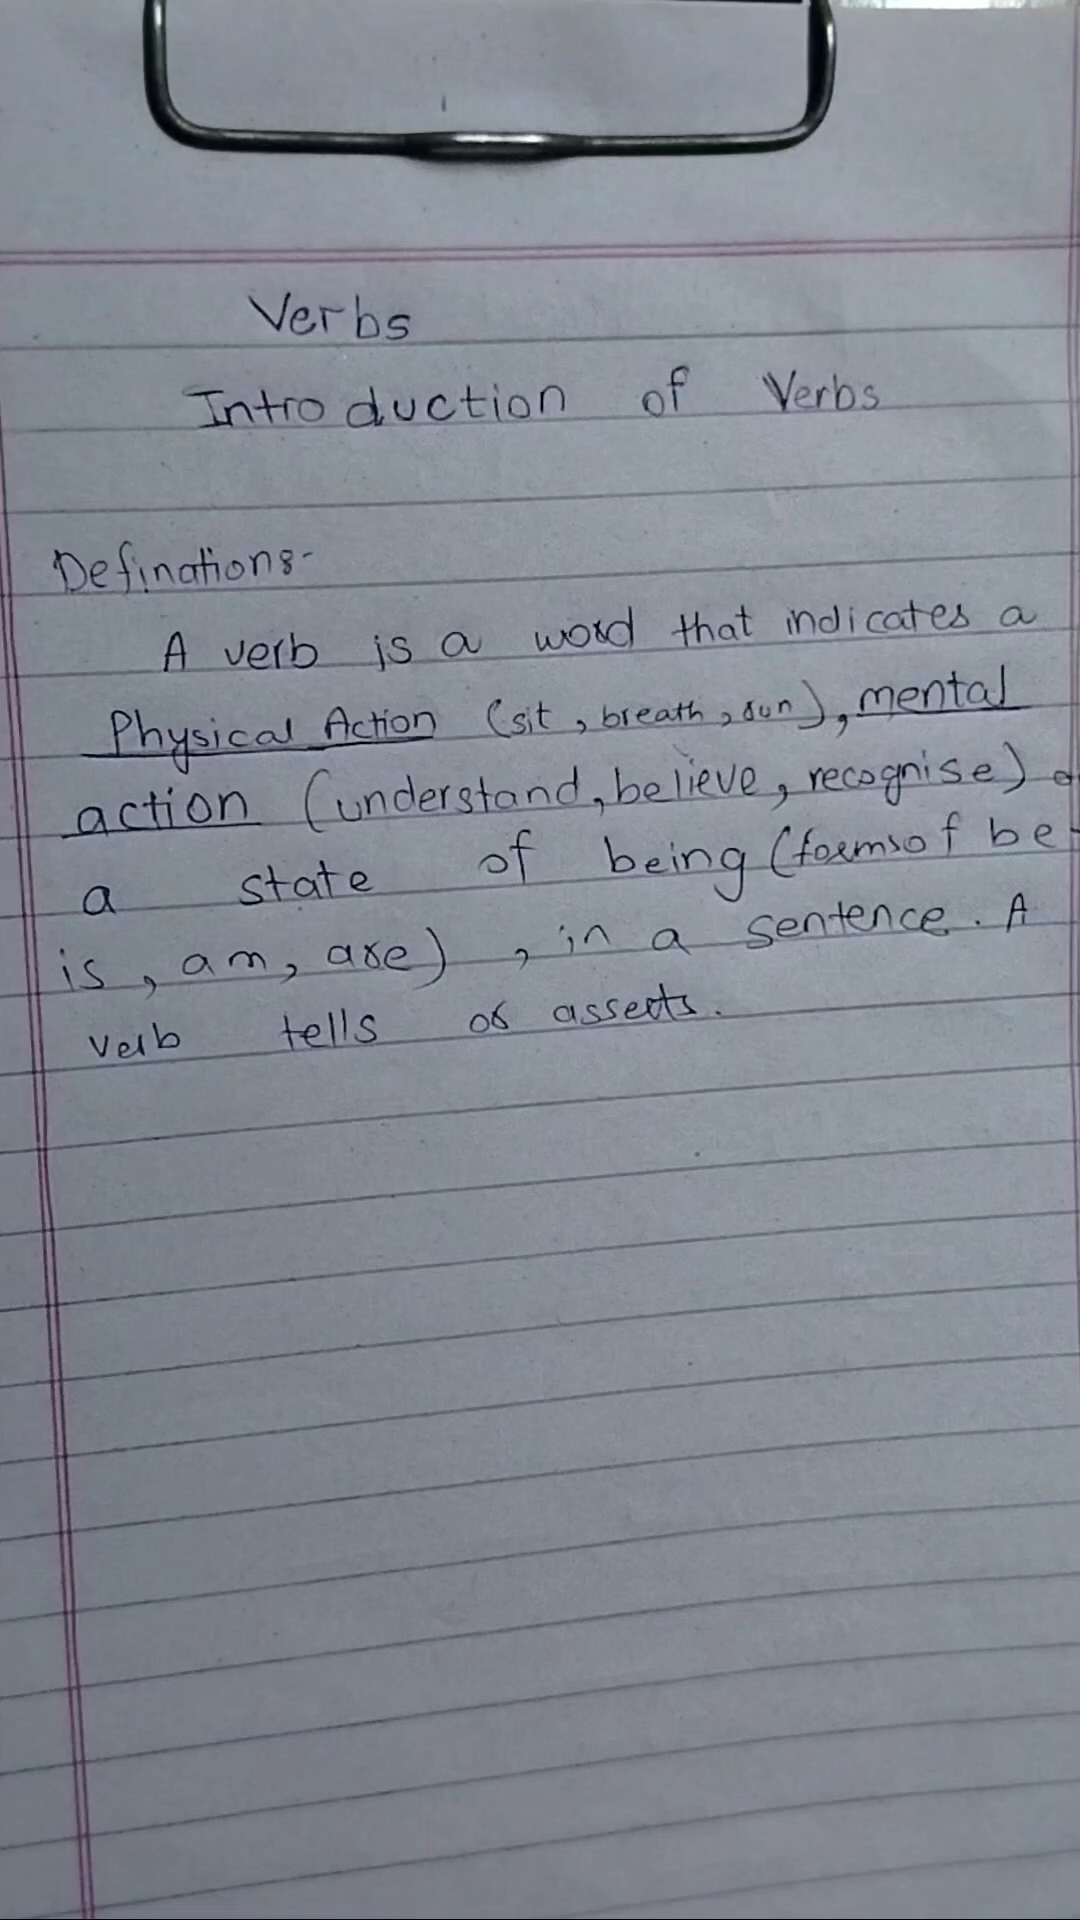 Verbs
Introduction of Verbs
Definations-
A verb is a word that indicates a
Physical Action (sit, breath, run), mental
action (understand, believe, recognise) o
a state of being (forms of be-
is, am, are), in a sentence. A
verb tells or asserts.